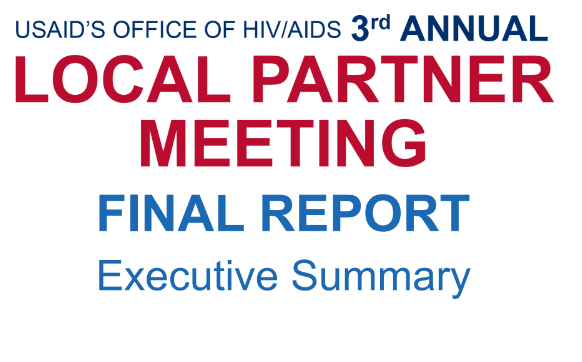 USAID'S OFFICE OF HIV/AIDS 3rd ANNUAL
LOCAL PARTNER
MEETING
FINAL REPORT
Executive Summary